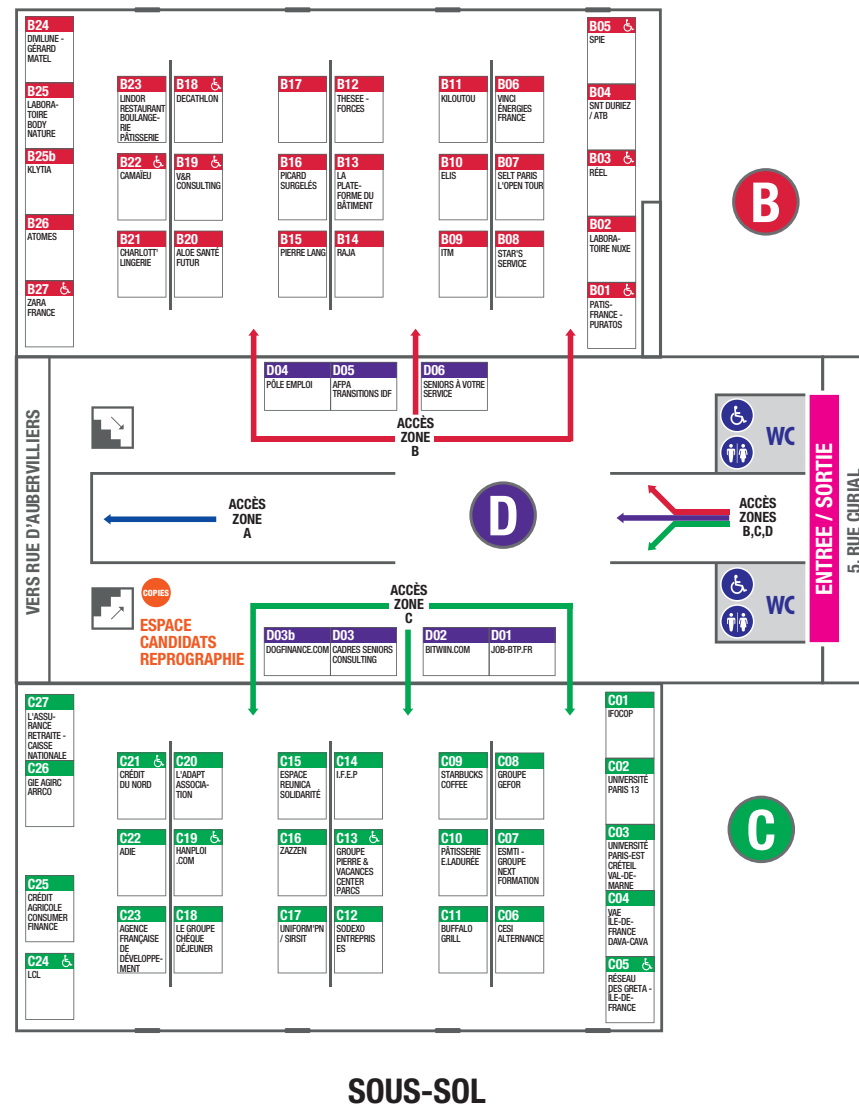 B24
DIVILUNE -
GÉRARD
MATEL
B25
LABORA-
TOIRE
BODY
NATURE
B25b
KLYTIA
B26
ATOMES
B27
ZARA
FRANCE
B23
LINDOR
RESTAURANT
BOULANGE-
RIE
PÂTISSERIE
B18
DECATHLON
B22
CAMAÏEU
B19
V&R
CONSULTING
B21
CHARLOTT'
LINGERIE
B20
ALOE SANTÉ
FUTUR
B17
B12
THESEE -
FORCES
B16
PICARD
SURGELÉS
B13
LA
PLATE-
FORME DU
BÂTIMENT
B15
PIERRE LANG
B14
RAJA
B11
KILOUTOU
B06
VINCI
ÉNERGIES
FRANCE
B10
ELIS
B07
SELT PARIS
L'OPEN TOUR
B09
ITM
B08
STAR'S
SERVICE
B05
SPIE
B04
SNT DURIEZ
/ ATB
B03
RÉEL
B02
LABORA-
TOIRE NUXE
B01
PATIS-
FRANCE -
PURATOS
B
VERS RUE D'AUBERVILLIERS
D04
PÔLE EMPLOI
D05
AFPA
TRANSITIONS IDF
D06
SENIORS À VOTRE
SERVICE
ACCÈS
ZONE
B
WC
ACCÈS
ZONE
A
D
ACCÈS
ZONES
B,C,D
ENTREE / SORTIE
5, RUE CURIAL
COPIES
ESPACE
CANDIDATS
REPROGRAPHIE
ACCÈS
ZONE
C
WC
D03b
DOGFINANCE.COM
D03
CADRES SENIORS
CONSULTING
D02
BITWIIN.COM
D01
JOB-BTP.FR
C27
L'ASSU-
RANCE
RETRAITE -
CAISSE
NATIONALE
C26
GIE AGIRC
ARRCO
C25
CRÉDIT
AGRICOLE
CONSUMER
FINANCE
C24
LCL
C21
CRÉDIT
DU NORD
C20
L'ADAPT
ASSOCIA-
TION
C22
ADIE
C19
HANPLOI
.COM
C23
AGENCE
FRANÇAISE
DE
DÉVELOPPE-
MENT
C18
LE GROUPE
CHÈQUE
DÉJEUNER
C15
ESPACE
REUNICA
SOLIDARITÉ
C14
I.F.E.P
C16
ZAZZEN
C13
GROUPE
PIERRE &
VACANCES
CENTER
PARCS
C17
UNIFORM'PN
/ SIRSIT
C12
SODEXO
ENTREPRIS
ES
C09
STARBUCKS
COFFEE
C08
GROUPE
GEFOR
C10
PÂTISSERIE
E.LADURÉE
C07
ESMTI -
GROUPE
NEXT
FORMATION
C11
BUFFALO
GRILL
C06
CESI
ALTERNANCE
C01
IFOCOP
C02
UNIVERSITÉ
PARIS 13
C03
UNIVERSITÉ
PARIS-EST
CRÉTEIL
VAL-DE-
MARNE
C04
VAE
ÎLE-DE-
FRANCE
DAVA-CAVA
C05
RÉSEAU
DES GRETA -
ÎLE-DE-
FRANCE
C
SOUS-SOL